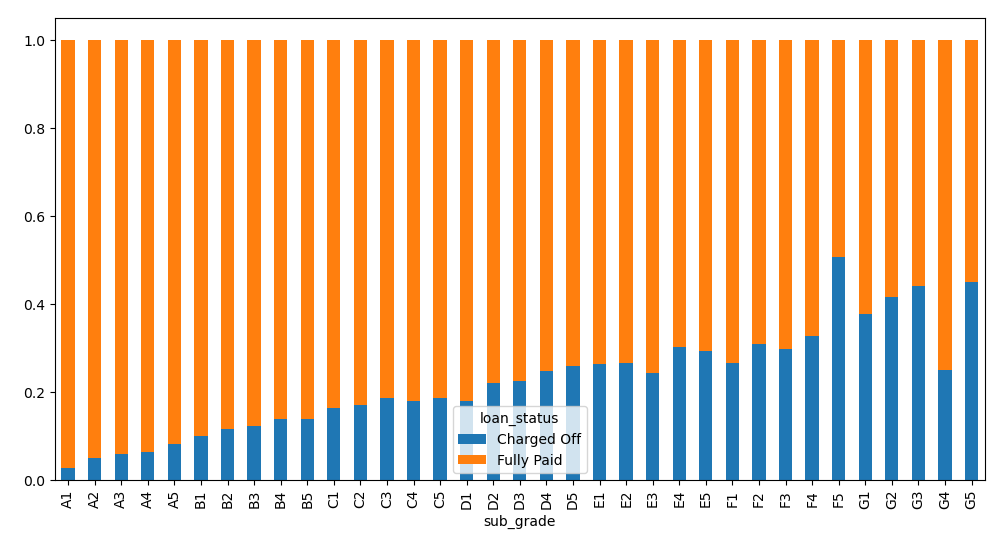 1.0
0.8
0.6
0.4
0.2
0.0
loan_status
Charged Off
Fully Paid
A1 A2 A3 A4 A5 B1 B2 B3 B4 B5 C1 C2 C3 C4 C5 D1 D2 D3 D4 D5 E1 E2 E3 E4 E5 F1 F2 F3 F4 F5 G1 G2 G3 G4 G5
sub_grade